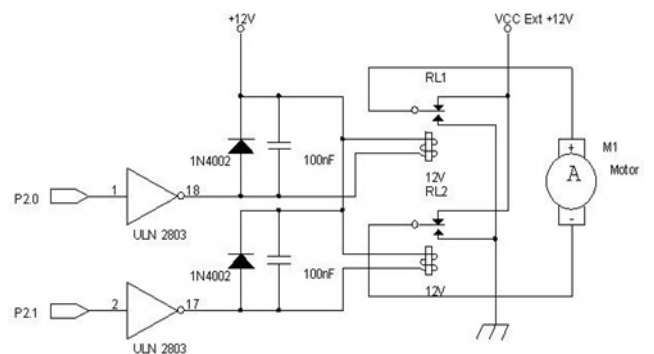 +12V
VCC Ext +12V
RL1
1N4002
100nF
M1
+
A
Motor
-
12V
RL2
P2.0
1
18
ULN 2803
1N4002
100nF
12V
P2.1
2
17
ULN 2803